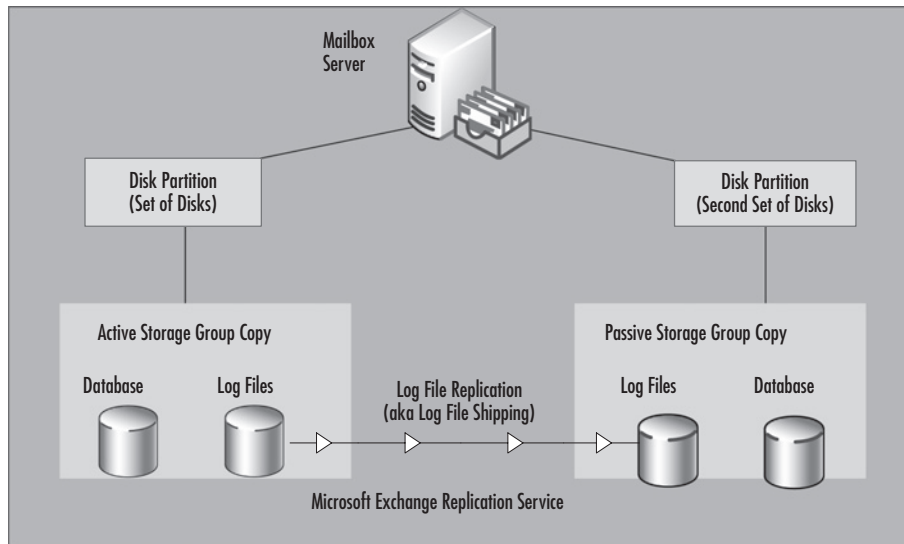 Mailbox
Server
Disk Partition
(Set of Disks)
Disk Partition
(Second Set of Disks)
Active Storage Group Copy
Database
Log Files
Log File Replication
(aka Log File Shipping)
Passive Storage Group Copy
Log Files
Database
Microsoft Exchange Replication Service